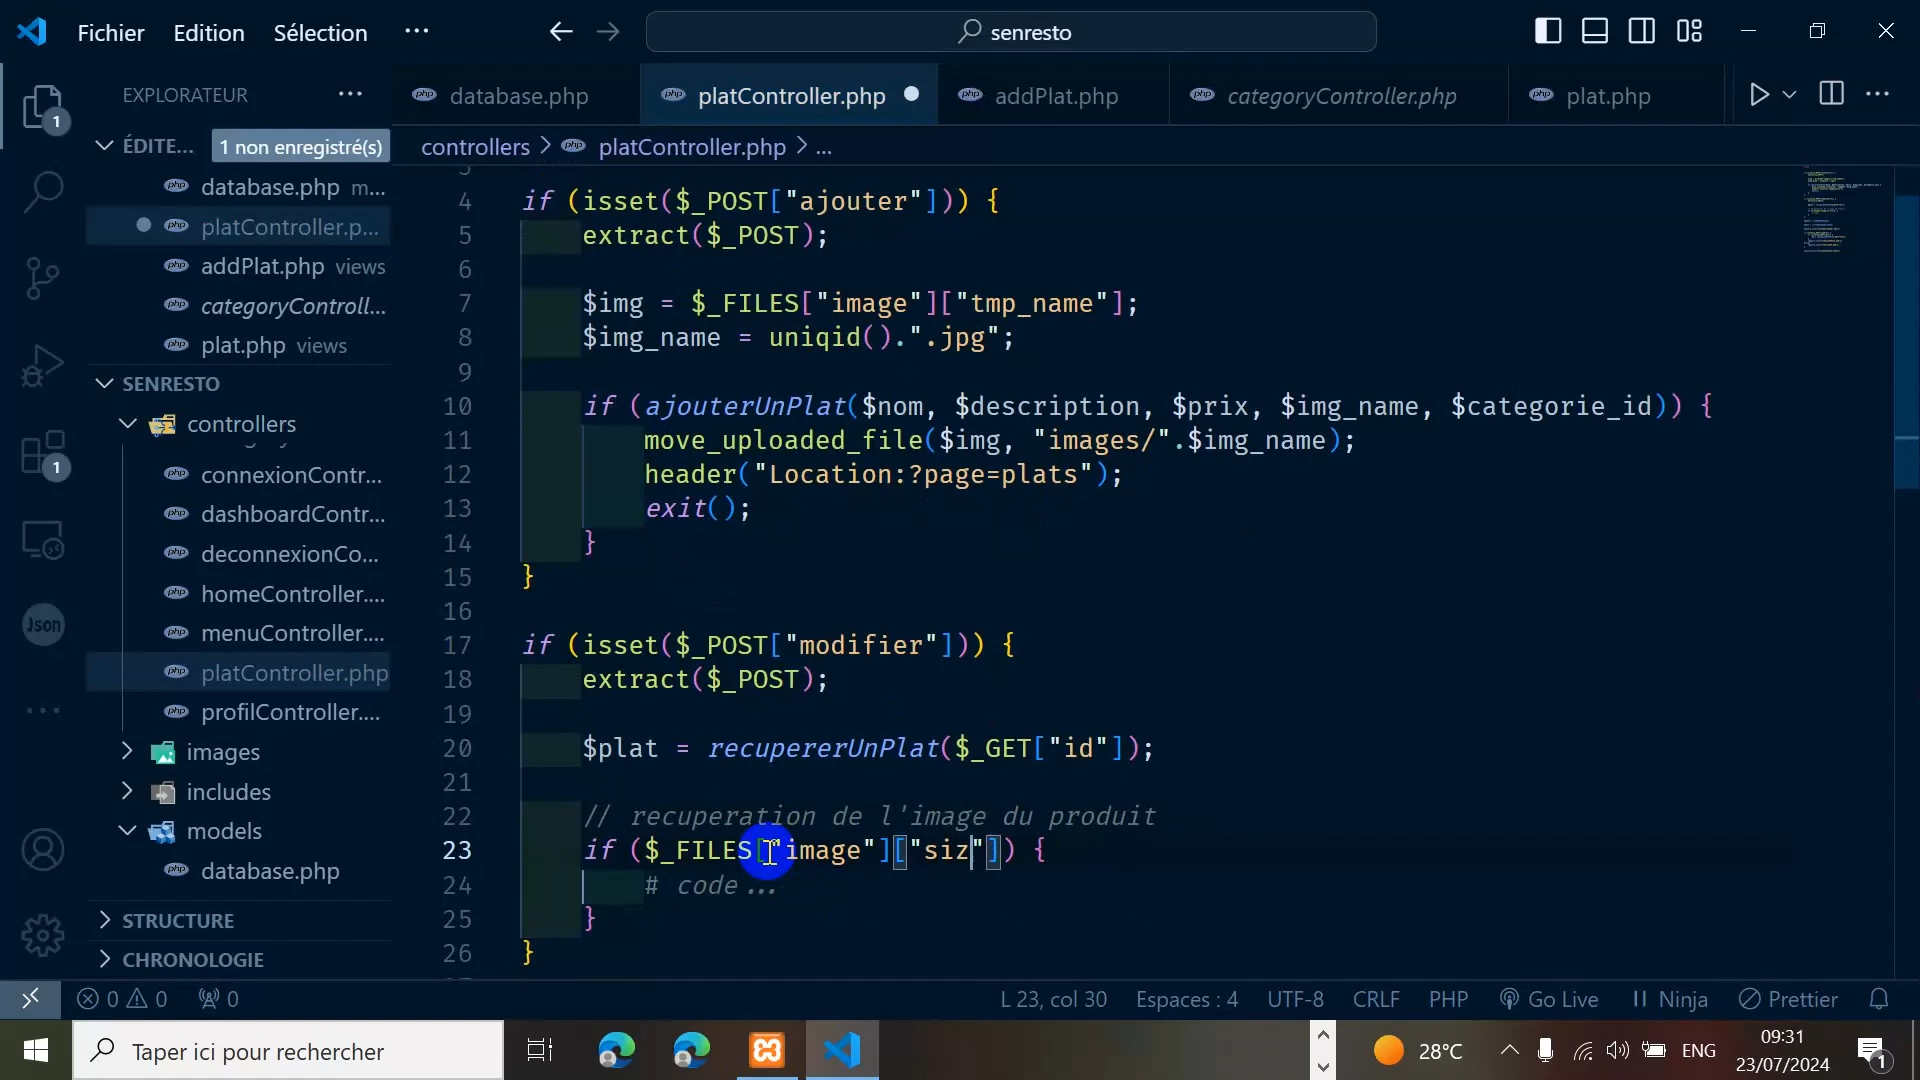 Fichier Edition Sélection ... senresto
EXPLORATEUR ...
database.php platController.php addPlat.php categoryController.php plat.php
1
ÉDITE... 1 non enregistré(s)
controllers > platController.php > ...
database.php m...
platController.p...
addPlat.php views
categoryControll...
plat.php views
SENRESTO
controllers
connexionContr...
dashboardContr...
deconnexionCo...
homeController....
menuController....
platController.php
profilController....
images
includes
models
database.php
STRUCTURE
CHRONOLOGIE
1
Json
4 if (isset($_POST["ajouter"])) {
5 extract($_POST);
6
7 $img = $_FILES["image"]["tmp_name"];
8 $img_name = uniqid().".jpg";
9
10 if (ajouterUnPlat($nom, $description, $prix, $img_name, $categorie_id)) {
11 move_uploaded_file($img, "images/".$img_name);
12 header("Location:?page=plats");
13 exit();
14 }
15 }
16
17 if (isset($_POST["modifier"])) {
18 extract($_POST);
19
20 $plat = recupererUnPlat($_GET["id"]);
21
22 // recuperation de l'image du produit
23 if ($_FILES["image"]["siz"]) {
24 # code...
25 }
26 }
0 0 0 L 23, col 30 Espaces : 4 UTF-8 CRLF PHP Go Live Ninja Prettier
Taper ici pour rechercher 28°C ENG 09:31
23/07/2024 1